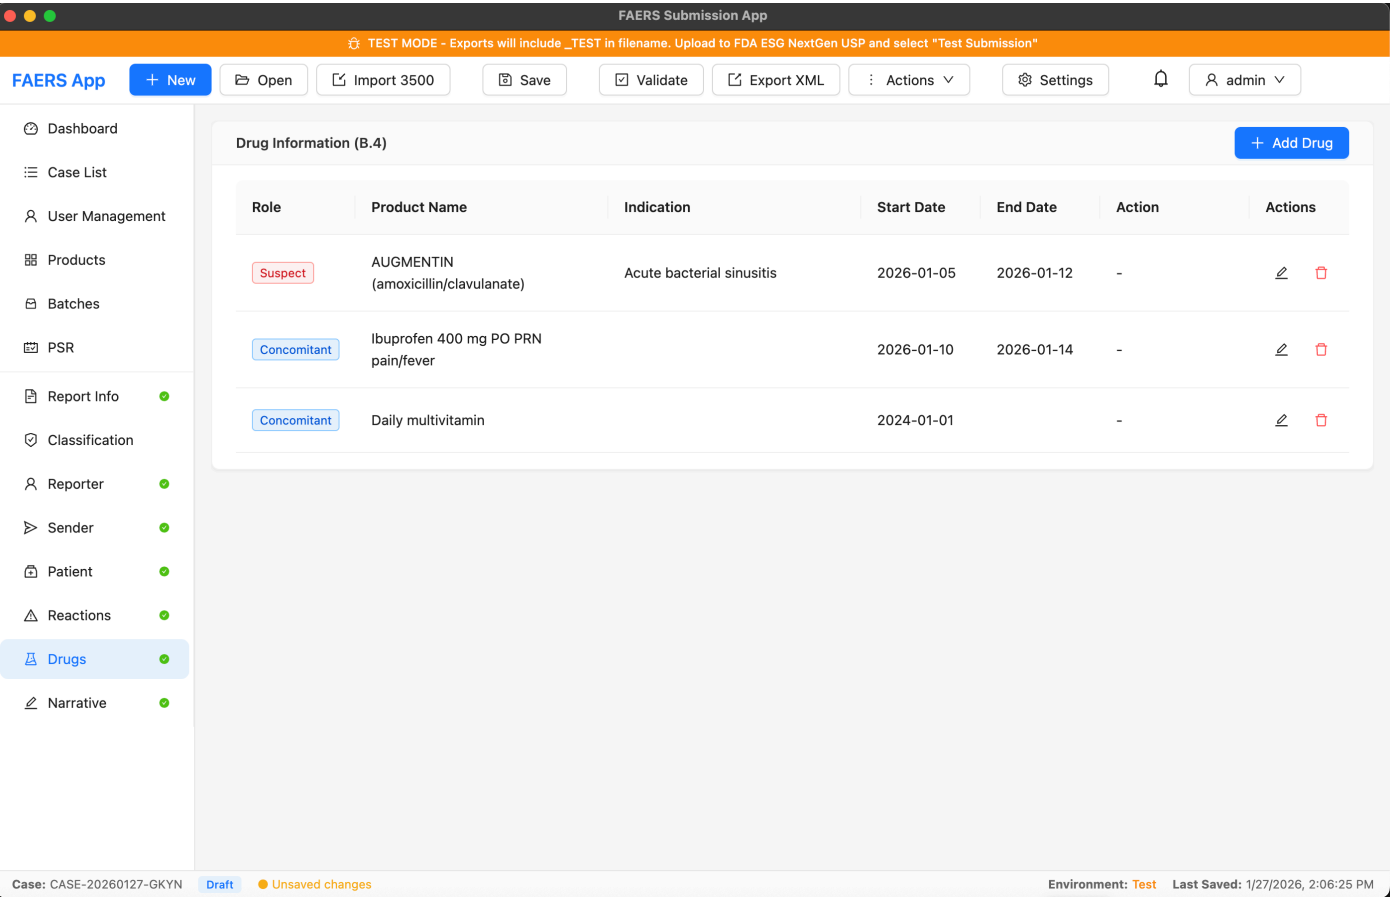 FAERS Submission App
TEST MODE - Exports will include _TEST in filename. Upload to FDA ESG NextGen USP and select "Test Submission"
FAERS App
New
Open
Import 3500
Save
Validate
Export XML
Actions
Settings
admin
Dashboard
Case List
User Management
Products
Batches
PSR
Report Info
Classification
Reporter
Sender
Patient
Reactions
Drugs
Narrative
Drug Information (B.4)
Add Drug
Role Product Name Indication Start Date End Date Action Actions
Suspect
AUGMENTIN
(amoxicillin/clavulanate)
Acute bacterial sinusitis 2026-01-05 2026-01-12 -
Concomitant
Ibuprofen 400 mg PO PRN
pain/fever
2026-01-10 2026-01-14 -
Concomitant Daily multivitamin 2024-01-01 -
Case: CASE-20260127-GKYN Draft Unsaved changes Environment: Test Last Saved: 1/27/2026, 2:06:25 PM